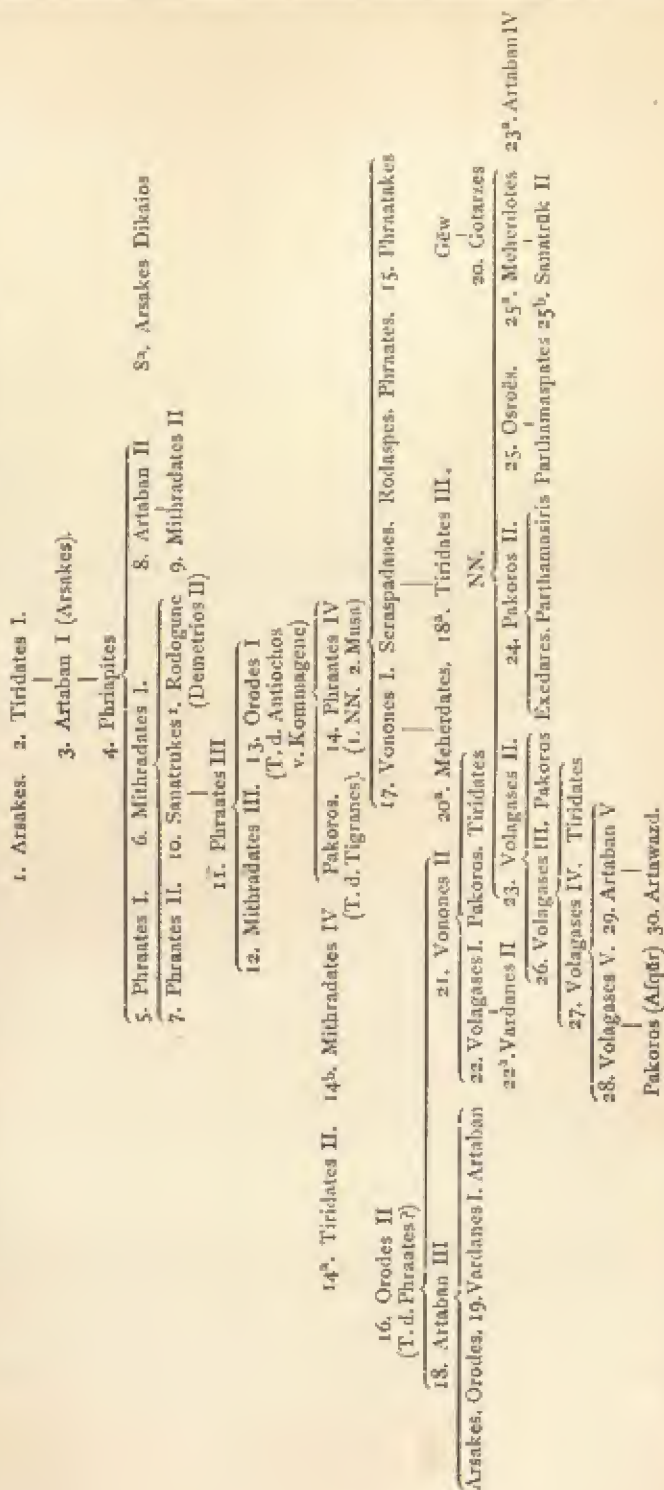 1. Arsakes. 2. Tiridates I.
3. Artaban I (Arsakes).
4. Phriapites
5. Phraates I. 6. Mithradates I. 8. Artaban II 8ª. Arsakes Dikaios
7. Phraates II. 10. Sanatrukes ¹. Rodogune 9. Mithradates II
(Demetrios II)
11. Phraates III
12. Mithradates III. 13. Orodes I
(T. d. Antiochos
v. Kommagene)
14ª. Tiridates II. 14ᵇ. Mithradates IV Pakoros. 14. Phraates IV
(T. d. Tigranes). (1. NN. 2. Musa)
16. Orodes II 17. Vonones I. Seraspadanes. Rodaspes. Phraates. 15. Phraatakes
(T. d. Phraates?)
18. Artaban III 21. Vonones II 20ª. Meherdates. 18ª. Tiridates III. Gēw
Arsakes. Orodes. 19. Vardanes I. Artaban 22. Volagases I. Pakoros. Tiridates NN. 20. Gotarzes
22ª. Vardanes II 23. Volagases II. 24. Pakoros II. 25. Osroēs. 25ª. Meherdotes 23ª. Artaban IV
26. Volagases III. Pakoros Exedares. Parthamasiris Parthamaspates 25ᵇ. Sanatrūk II
27. Volagases IV. Tiridates
28. Volagases V. 29. Artaban V
Pakoros (Afqūr) 30. Artaward.